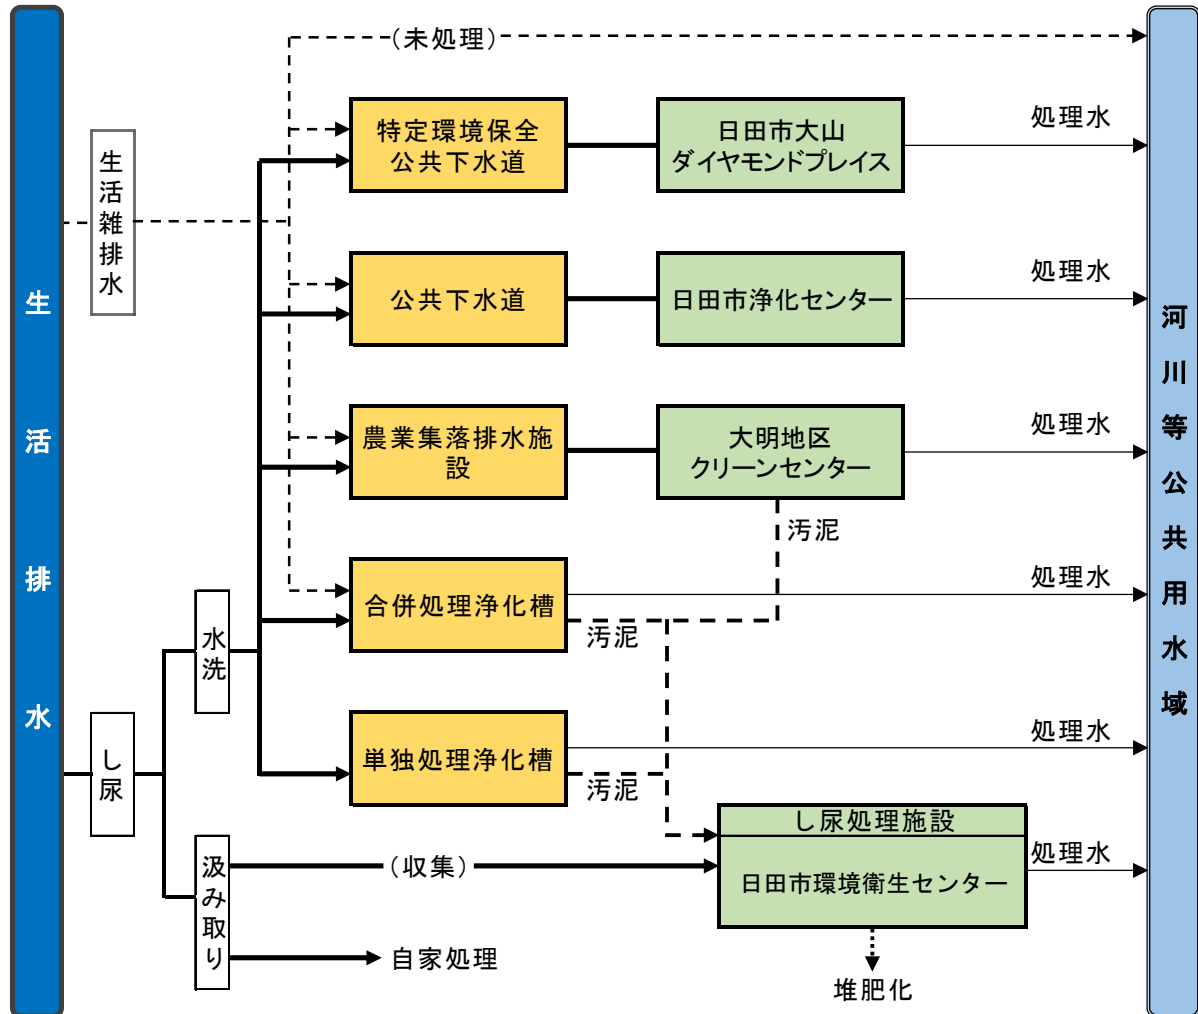 (未処理)
特定環境保全
公共下水道
日田市大山
ダイヤモンドプレイス
処理水
生活雑排水
公共下水道
日田市浄化センター
処理水
生活排水
河川等公共用水域
農業集落排水施
設
大明地区
クリーンセンター
処理水
汚泥
合併処理浄化槽
処理水
汚泥
水洗
単独処理浄化槽
処理水
汚泥
し尿
し尿処理施設
日田市環境衛生センター
処理水
汲み取り
(収集)
自家処理
堆肥化